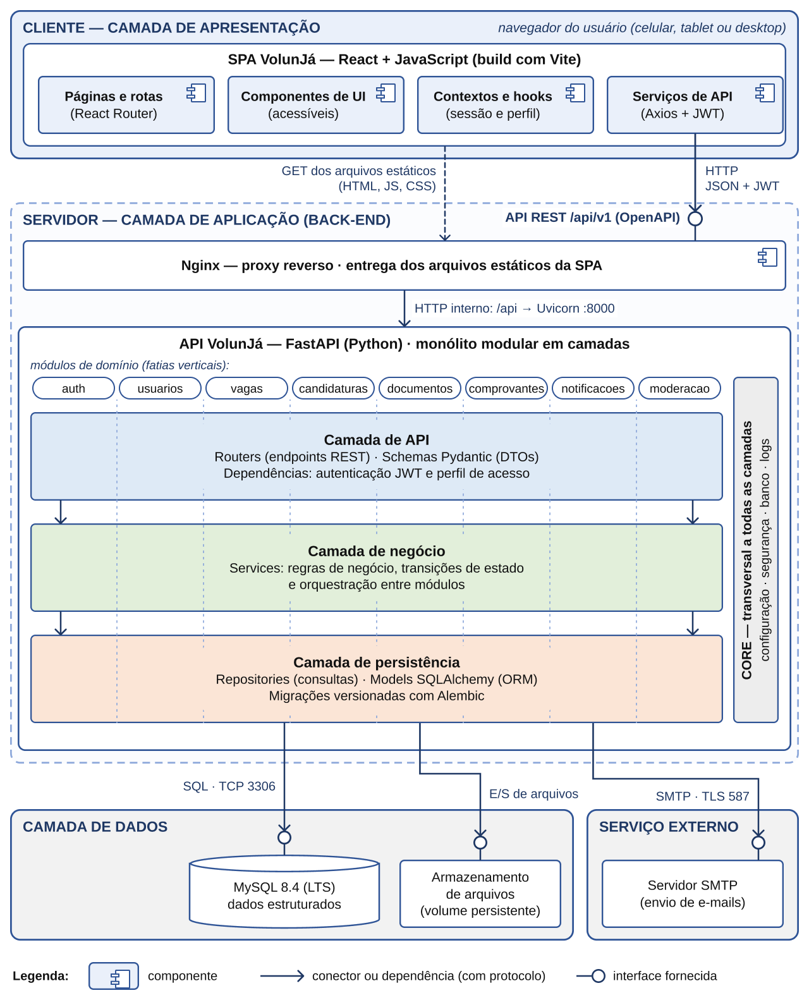 CLIENTE — CAMADA DE APRESENTAÇÃO
navegador do usuário (celular, tablet ou desktop)
SPA VolunJá — React + JavaScript (build com Vite)
Páginas e rotas
(React Router)
Componentes de UI
(acessíveis)
Contextos e hooks
(sessão e perfil)
Serviços de API
(Axios + JWT)
GET dos arquivos estáticos
(HTML, JS, CSS)
HTTP
JSON + JWT
SERVIDOR — CAMADA DE APLICAÇÃO (BACK-END)
API REST /api/v1 (OpenAPI)
Nginx — proxy reverso · entrega dos arquivos estáticos da SPA
HTTP interno: /api → Uvicorn :8000
API VolunJá — FastAPI (Python) · monólito modular em camadas
módulos de domínio (fatias verticais):
auth
usuarios
vagas
candidaturas
documentos
comprovantes
notificacoes
moderacao
Camada de API
Routers (endpoints REST) · Schemas Pydantic (DTOs)
Dependências: autenticação JWT e perfil de acesso
Camada de negócio
Services: regras de negócio, transições de estado
e orquestração entre módulos
Camada de persistência
Repositories (consultas) · Models SQLAlchemy (ORM)
Migrações versionadas com Alembic
CORE — transversal a todas as camadas
configuração · segurança · banco · logs
SQL · TCP 3306
E/S de arquivos
SMTP · TLS 587
CAMADA DE DADOS
MySQL 8.4 (LTS)
dados estruturados
Armazenamento
de arquivos
(volume persistente)
SERVIÇO EXTERNO
Servidor SMTP
(envio de e-mails)
Legenda:
componente
conector ou dependência (com protocolo)
interface fornecida